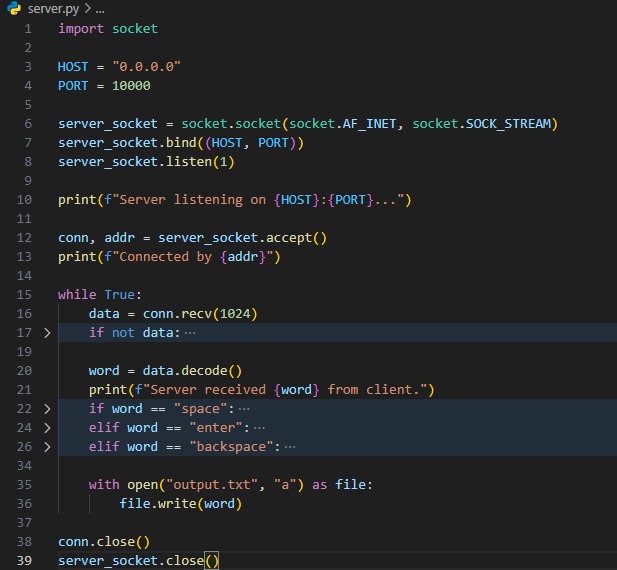 server.py > ...
1 import socket
2
3 HOST = "0.0.0.0"
4 PORT = 10000
5
6 server_socket = socket.socket(socket.AF_INET, socket.SOCK_STREAM)
7 server_socket.bind((HOST, PORT))
8 server_socket.listen(1)
9
10 print(f"Server listening on {HOST}:{PORT}...")
11
12 conn, addr = server_socket.accept()
13 print(f"Connected by {addr}")
14
15 while True:
16     data = conn.recv(1024)
17 >     if not data: ...
19
20     word = data.decode()
21     print(f"Server received {word} from client.")
22 >     if word == "space": ...
24 >     elif word == "enter": ...
26 >     elif word == "backspace": ...
34
35     with open("output.txt", "a") as file:
36         file.write(word)
37
38 conn.close()
39 server_socket.close()